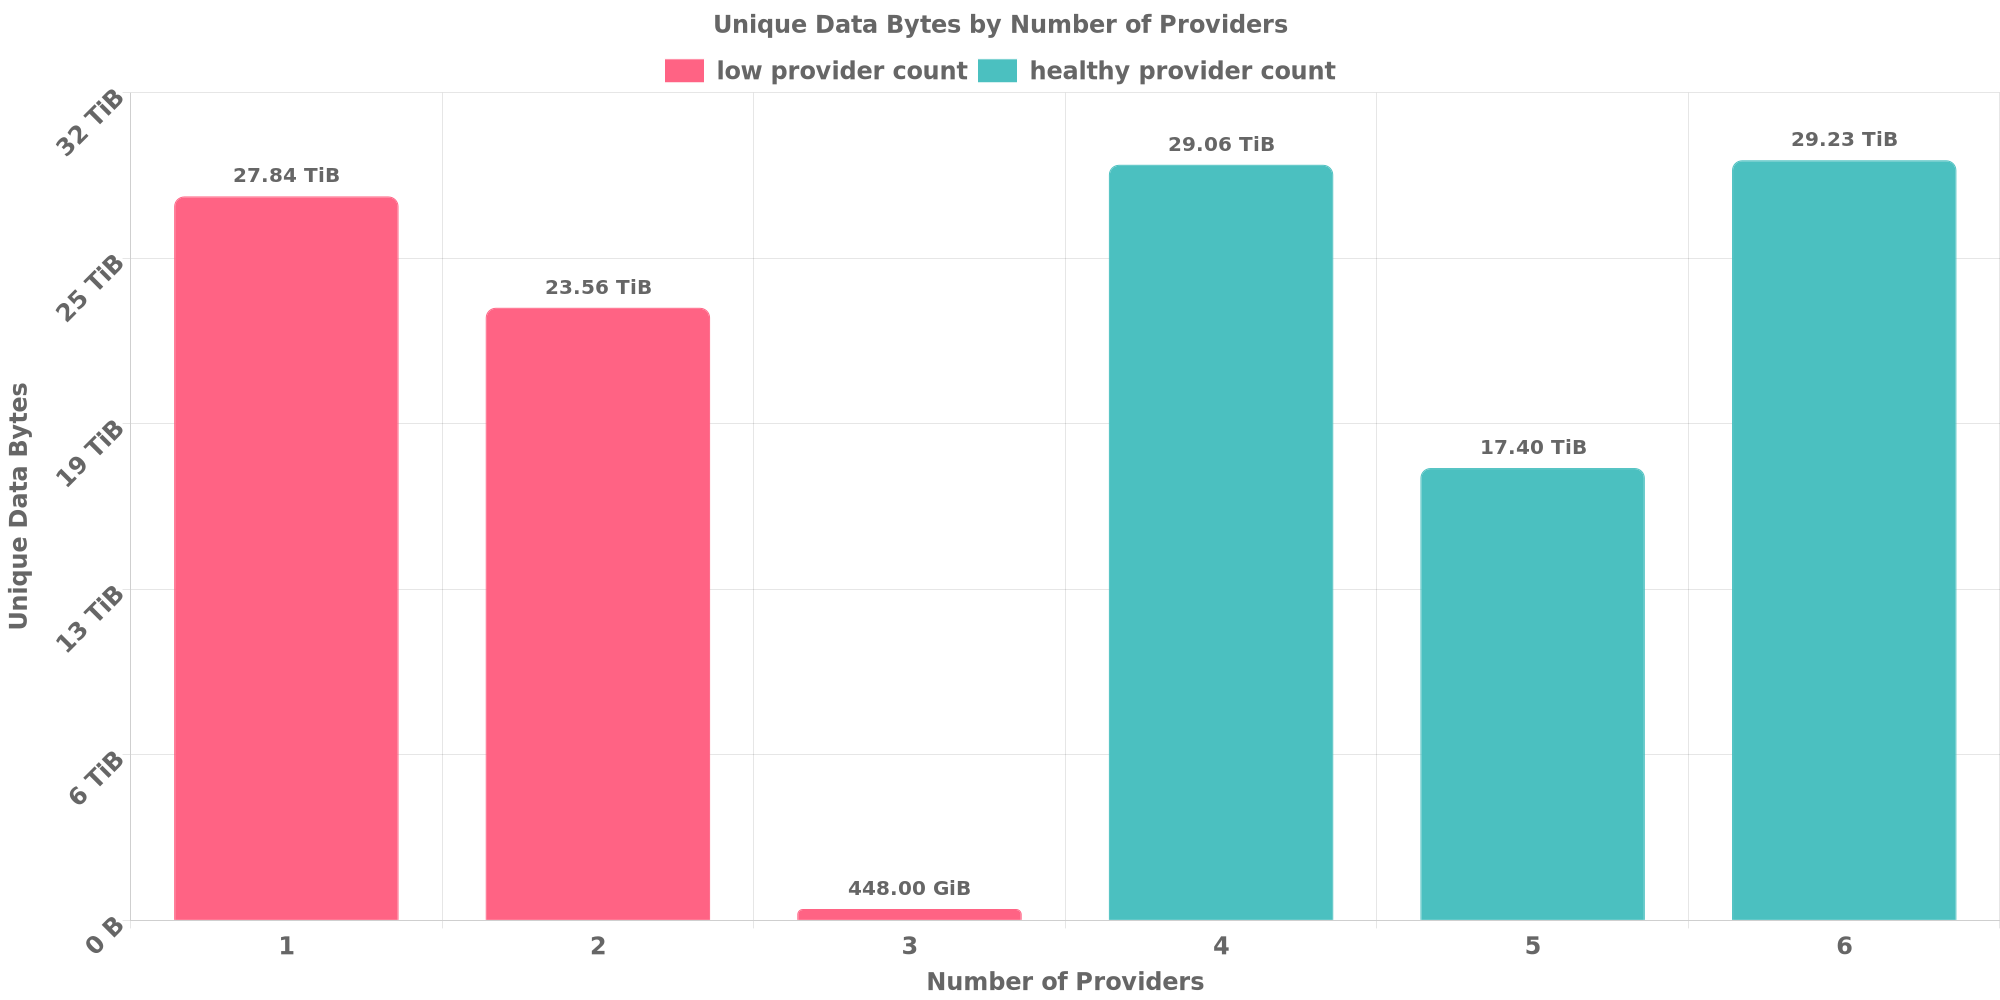 Unique Data Bytes by Number of Providers
low provider count healthy provider count
32 TiB
25 TiB
19 TiB
13 TiB
6 TiB
0 B
Unique Data Bytes
27.84 TiB
23.56 TiB
448.00 GiB
29.06 TiB
17.40 TiB
29.23 TiB
1 2 3 4 5 6
Number of Providers